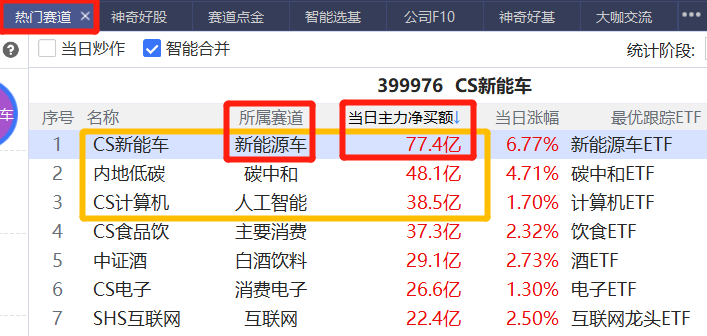 热门赛道 × 神奇好股 赛道点金 智能选基 公司F10 神奇好基 大咖交流 •••
? 当日炒作 智能合并 统计阶段:
399976 CS新能车
序号 名称 所属赛道 当日主力净买额↓ 当日涨幅 最优跟踪ETF
车
1 CS新能车 新能源车 77.4亿 6.77% 新能源车ETF
2 内地低碳 碳中和 48.1亿 4.71% 碳中和ETF
3 CS计算机 人工智能 38.5亿 1.70% 计算机ETF
4 CS食品饮 主要消费 37.3亿 2.32% 饮食ETF
5 中证酒 白酒饮料 29.1亿 2.73% 酒ETF
6 CS电子 消费电子 26.6亿 1.30% 电子ETF
7 SHS互联网 互联网 22.4亿 2.50% 互联网龙头ETF